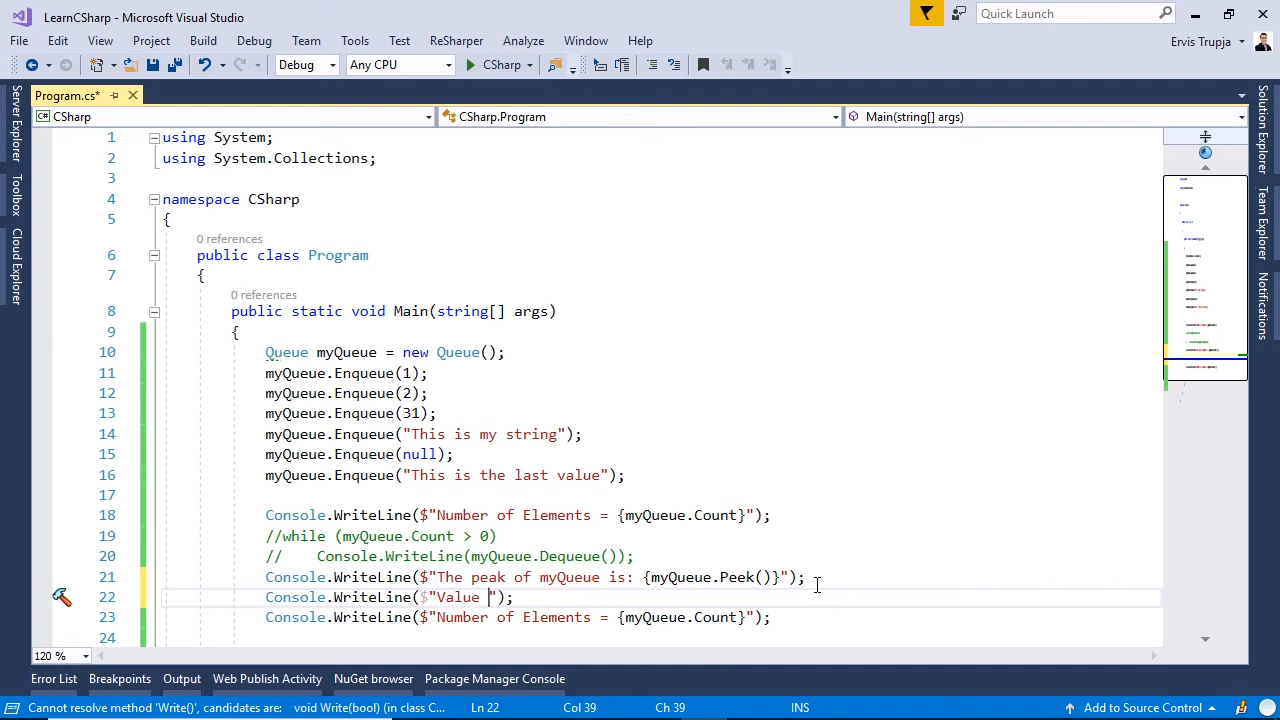 LearnCSharp - Microsoft Visual Studio
Quick Launch
File Edit View Project Build Debug Team Tools Test ReSharper Analyze Window Help
Ervis Trupja
Debug Any CPU CSharp
Program.cs*
CSharp CSharp.Program Main(string[] args)
1 using System;
2 using System.Collections;
3
4 namespace CSharp
5 {
0 references
6 public class Program
7 {
0 references
8 public static void Main(string[] args)
9 {
10 Queue myQueue = new Queue();
11 myQueue.Enqueue(1);
12 myQueue.Enqueue(2);
13 myQueue.Enqueue(31);
14 myQueue.Enqueue("This is my string");
15 myQueue.Enqueue(null);
16 myQueue.Enqueue("This is the last value");
17
18 Console.WriteLine($"Number of Elements = {myQueue.Count}");
19 //while (myQueue.Count > 0)
20 // Console.WriteLine(myQueue.Dequeue());
21 Console.WriteLine($"The peak of myQueue is: {myQueue.Peek()}");
22 Console.WriteLine($"Value ");
23 Console.WriteLine($"Number of Elements = {myQueue.Count}");
24
Server Explorer
Toolbox
Cloud Explorer
Solution Explorer
Team Explorer
Notifications
120 %
Error List Breakpoints Output Web Publish Activity NuGet browser Package Manager Console
Cannot resolve method 'Write()', candidates are: void Write(bool) (in class C... Ln 22 Col 39 Ch 39 INS Add to Source Control